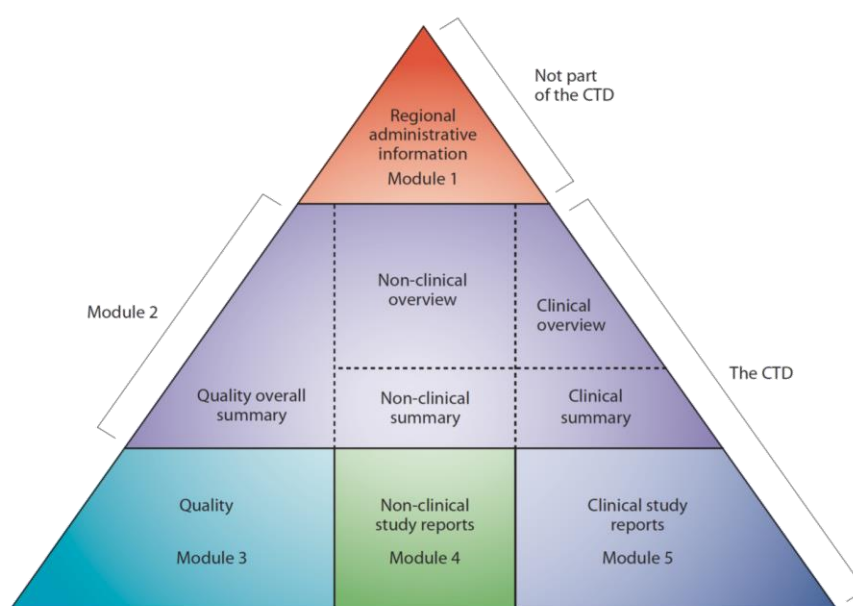 Not part
of the CTD
Regional
administrative
information
Module 1
Module 2
Non-clinical
overview
Clinical
overview
The CTD
Quality overall
summary
Non-clinical
summary
Clinical
summary
Quality
Module 3
Non-clinical
study reports
Module 4
Clinical study
reports
Module 5